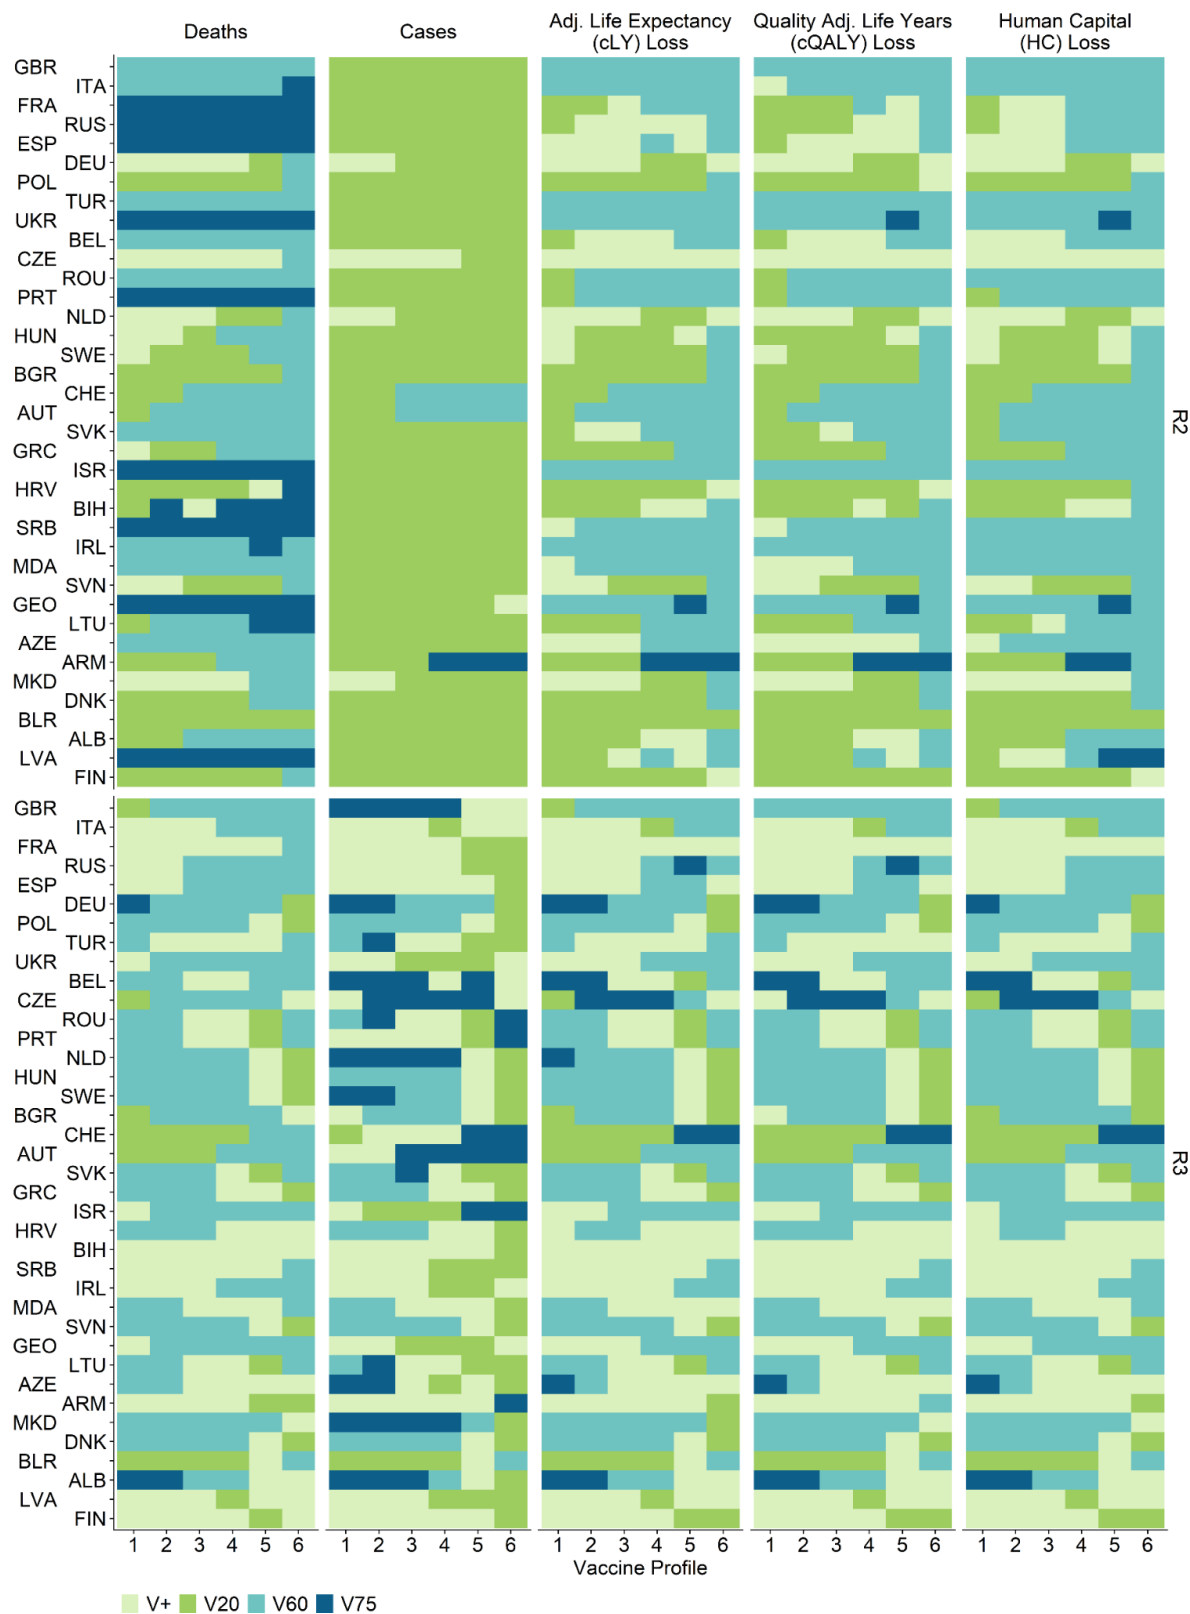 Deaths
Cases
Adj. Life Expectancy
(cLY) Loss
Quality Adj. Life Years
(cQALY) Loss
Human Capital
(HC) Loss
GBR
ITA
FRA
RUS
ESP
DEU
POL
TUR
UKR
BEL
CZE
ROU
PRT
NLD
HUN
SWE
BGR
CHE
AUT
SVK
GRC
ISR
HRV
BIH
SRB
IRL
MDA
SVN
GEO
LTU
AZE
ARM
MKD
DNK
BLR
ALB
LVA
FIN
R2
GBR
ITA
FRA
RUS
ESP
DEU
POL
TUR
UKR
BEL
CZE
ROU
PRT
NLD
HUN
SWE
BGR
CHE
AUT
SVK
GRC
ISR
HRV
BIH
SRB
IRL
MDA
SVN
GEO
LTU
AZE
ARM
MKD
DNK
BLR
ALB
LVA
FIN
R3
1 2 3 4 5 6 1 2 3 4 5 6 1 2 3 4 5 6 1 2 3 4 5 6 1 2 3 4 5 6
Vaccine Profile
V+ V20 V60 V75